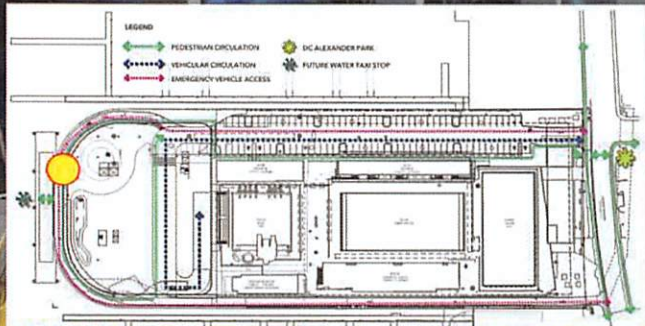 LEGEND
PEDESTRIAN CIRCULATION
VEHICULAR CIRCULATION
EMERGENCY VEHICLE ACCESS
DC ALEXANDER PARK
FUTURE WATER TAXI STOP